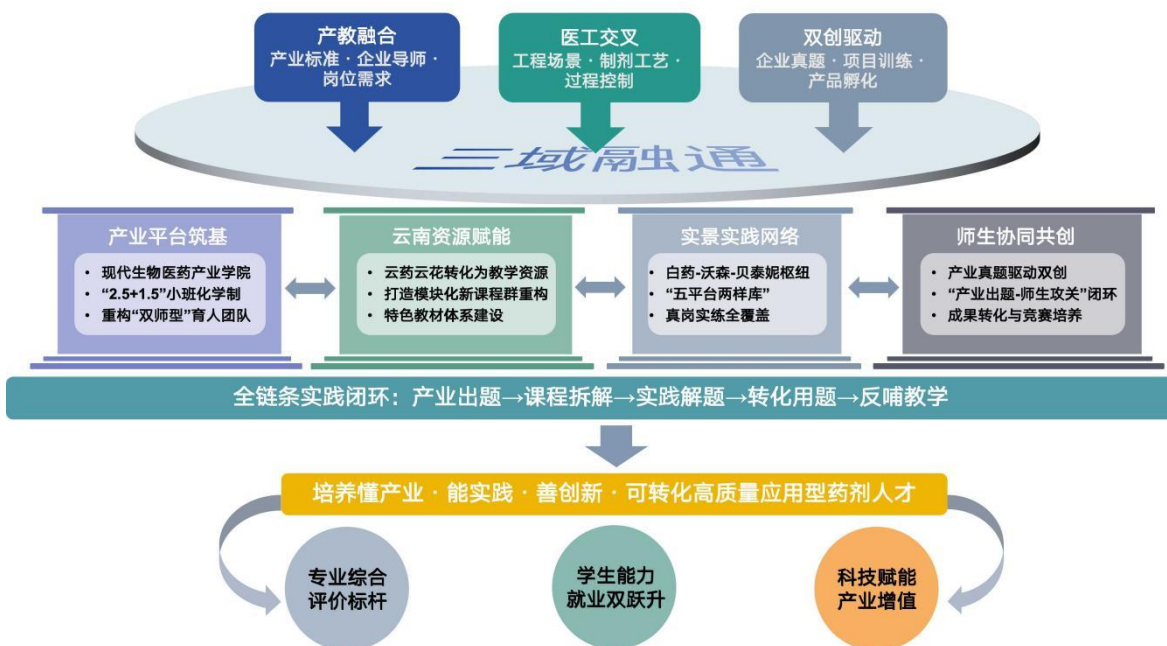 产教融合
产业标准 · 企业导师 ·
岗位需求
医工交叉
工程场景 · 制剂工艺 ·
过程控制
双创驱动
企业真题 · 项目训练 ·
产品孵化
三域融通
产业平台筑基
• 现代生物医药产业学院
• “2.5+1.5”小班化学制
• 重构“双师型”育人团队
云南资源赋能
• 云药云花转化为教学资源
• 打造模块化新课程群重构
• 特色教材体系建设
实景实践网络
• 白药-沃森-贝泰妮枢纽
• “五平台两样库”
• 真岗实练全覆盖
师生协同共创
• 产业真题驱动双创
• “产业出题-师生攻关”闭环
• 成果转化与竞赛培养
全链条实践闭环：产业出题→课程拆解→实践解题→转化用题→反哺教学
培养懂产业 · 能实践 · 善创新 · 可转化高质量应用型药剂人才
专业综合
评价标杆
学生能力
就业双跃升
科技赋能
产业增值